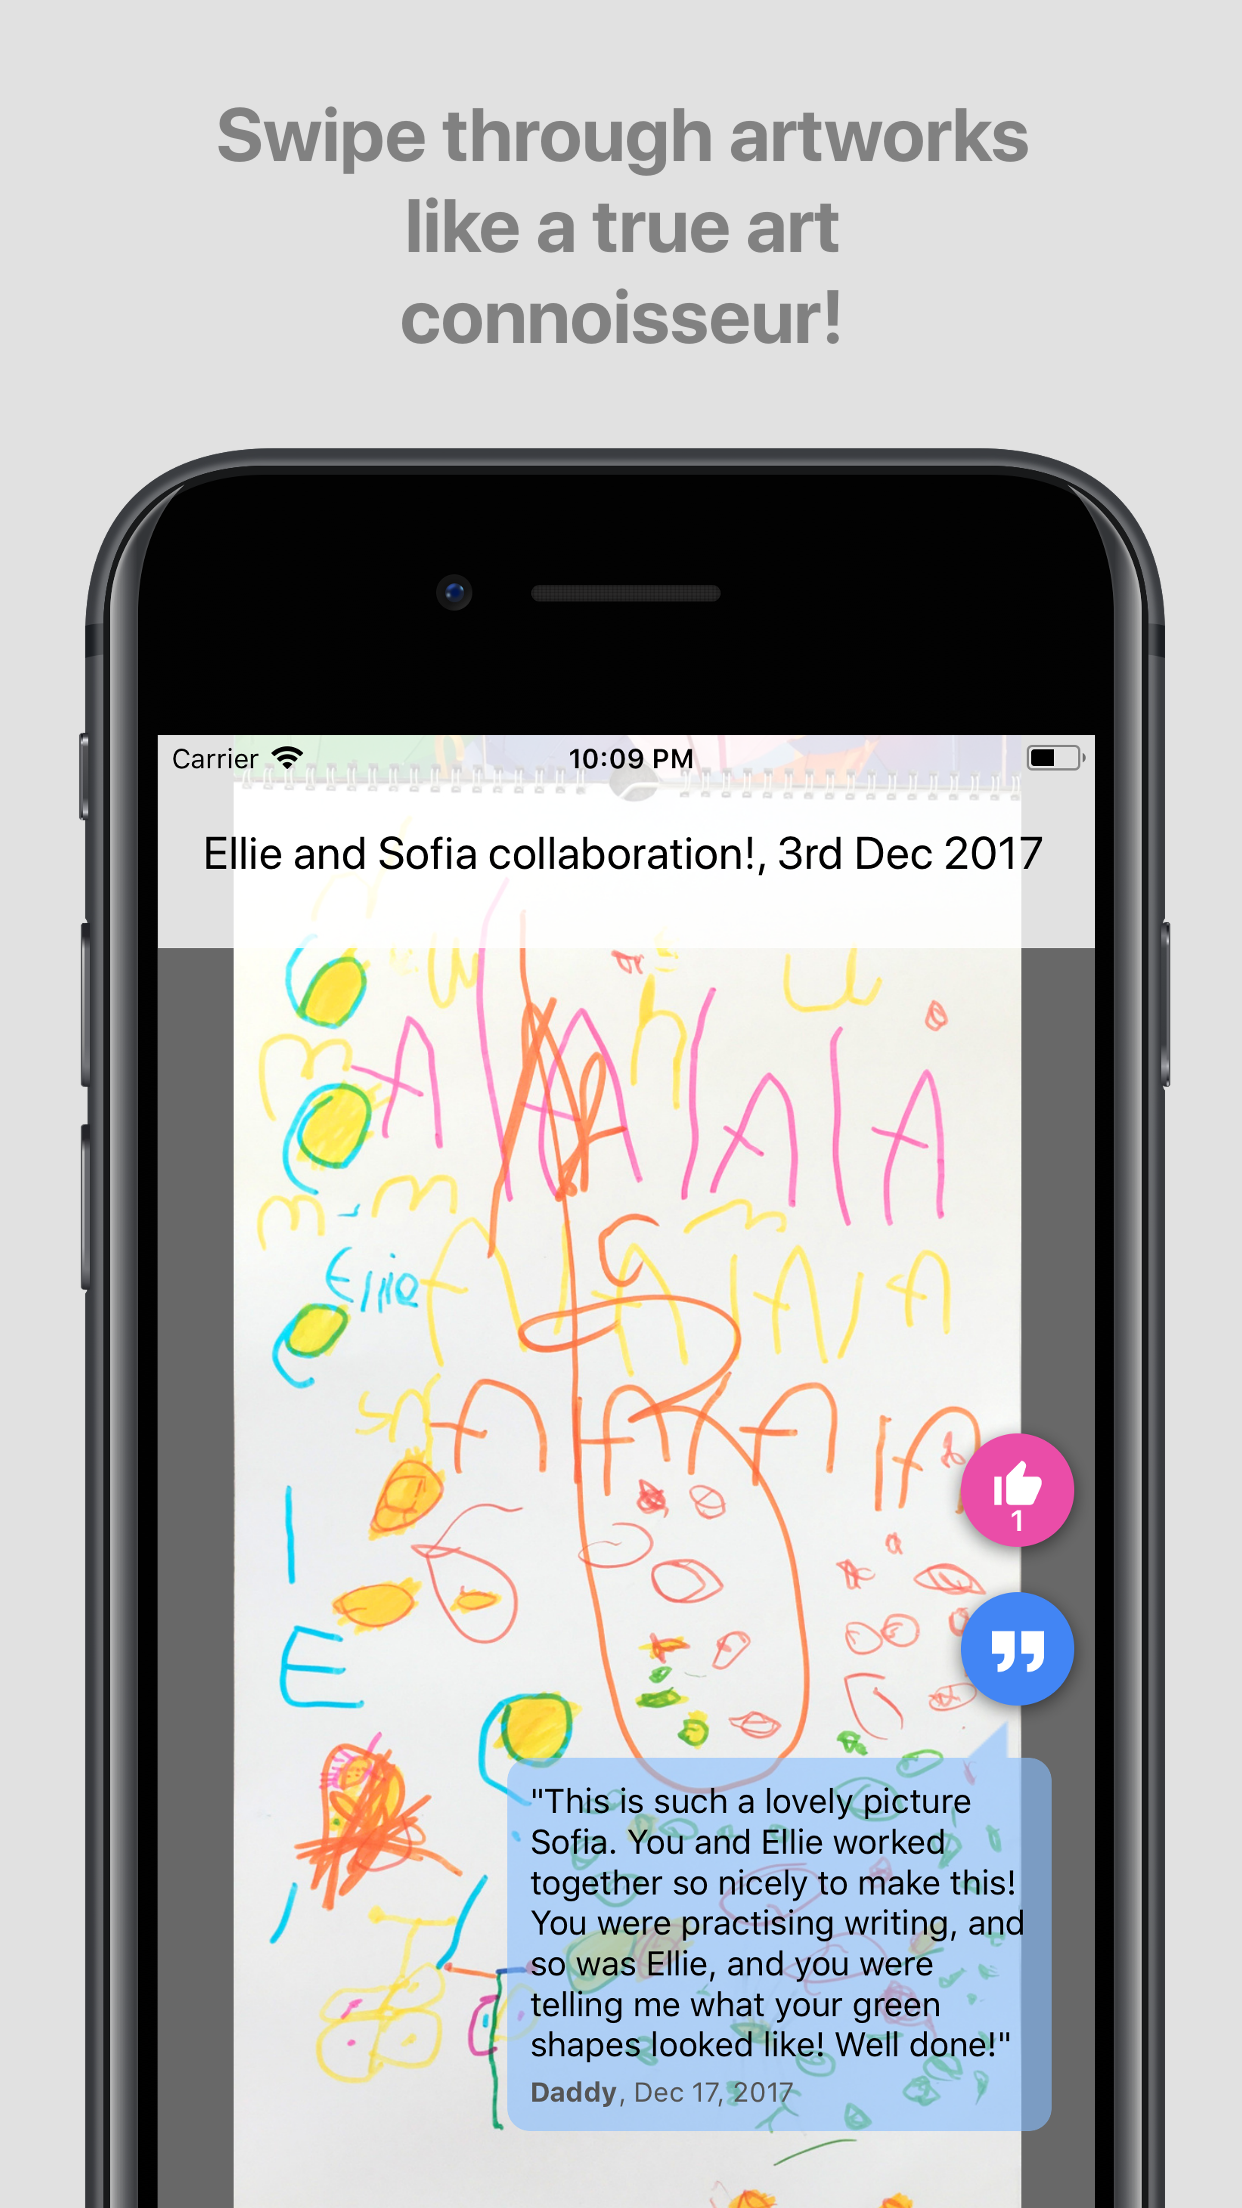 Swipe through artworks
like a true art
connoisseur!
Carrier 10:09 PM
Ellie and Sofia collaboration!, 3rd Dec 2017
Ellie
1
E
"This is such a lovely picture
Sofia. You and Ellie worked
together so nicely to make this!
You were practising writing, and
so was Ellie, and you were
telling me what your green
shapes looked like! Well done!"
Daddy, Dec 17, 2017